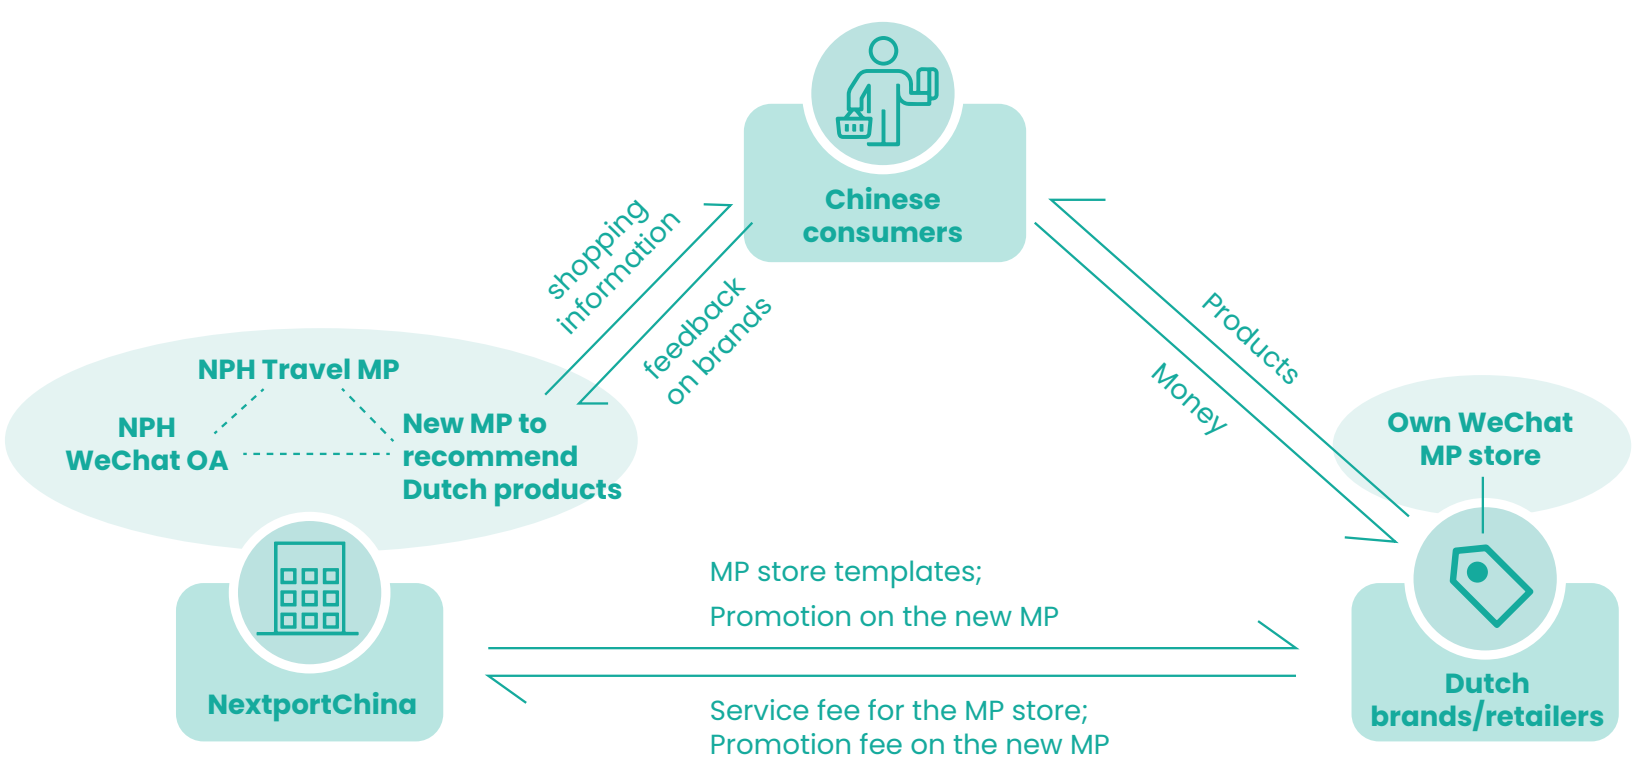 Chinese
consumers
shopping
information
feedback
on brands
Products
Money
NPH Travel MP
NPH
WeChat OA
New MP to
recommend
Dutch products
Own WeChat
MP store
MP store templates;
Promotion on the new MP
Service fee for the MP store;
Promotion fee on the new MP
NextportChina
Dutch
brands/retailers